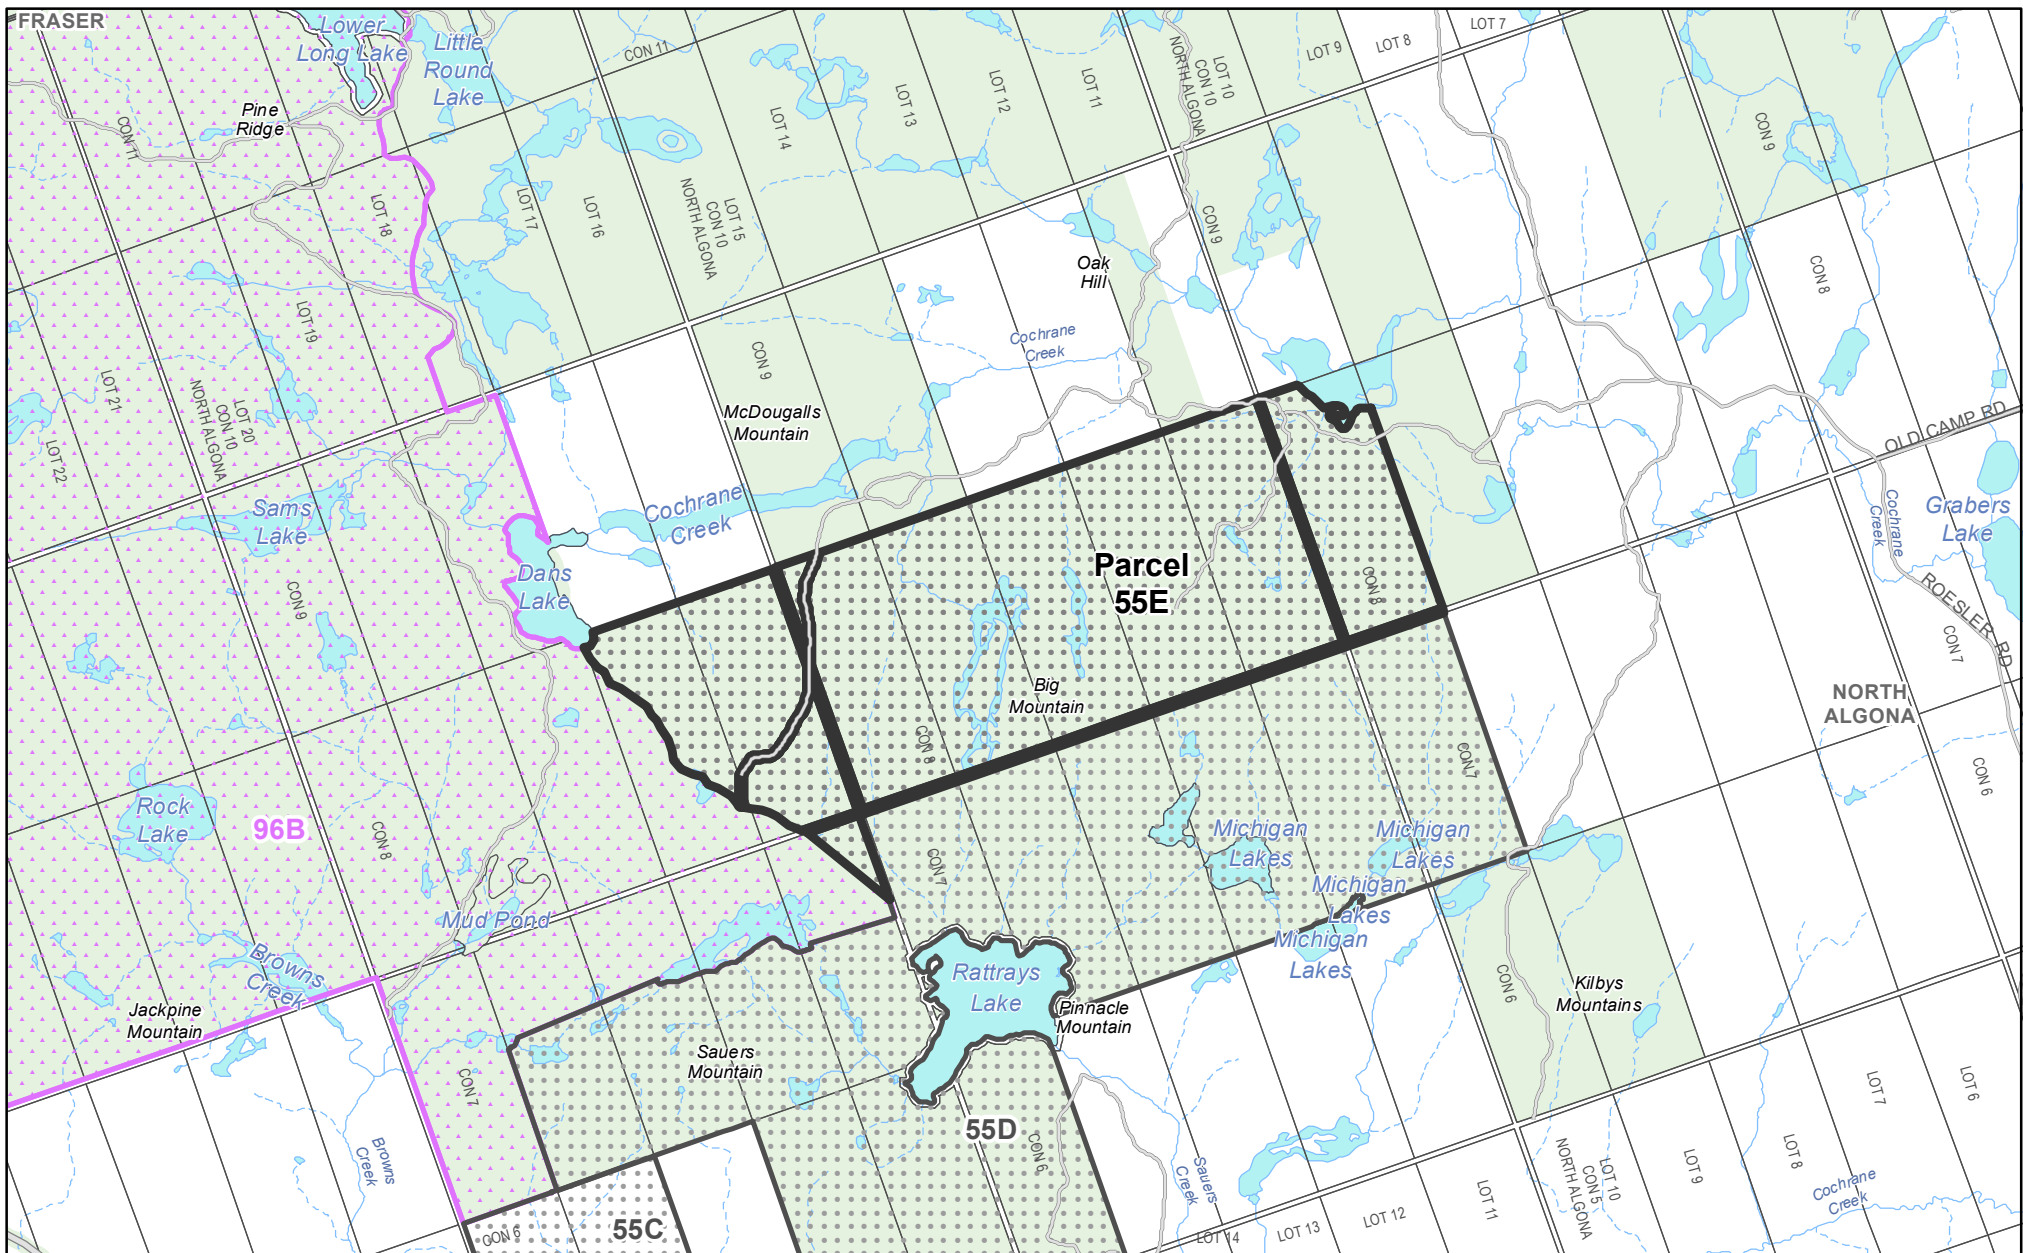 FRASER
Lower
Long Lake
Little
Round
Lake
Pine
Ridge
CON 11
CON 11
LOT 14
LOT 13
LOT 12
LOT 11
LOT 10
CON 10
NORTH ALGONA
LOT 9
LOT 8
LOT 7
CON 9
LOT 18
LOT 17
LOT 16
LOT 15
CON 10
NORTH ALGONA
CON 9
Oak
Hill
CON 8
LOT 19
Cochrane
Creek
CON 9
LOT 21
LOT 20
CON 10
NORTH ALGONA
LOT 22
McDougalls
Mountain
OLD CAMP RD
Sams
Lake
Cochrane
Creek
Cochrane
Creek
Grabers
Lake
Dans
Lake
Parcel
55E
CON 8
CON 9
ROESLER RD
CON 7
Big
Mountain
NORTH
ALGONA
CON 8
CON 7
CON 6
Rock
Lake
96B
CON 8
Michigan
Lakes
Michigan
Lakes
CON 7
Michigan
Lakes
Mud Pond
Michigan
Lakes
Browns
Creek
Rattrays
Lake
CON 6
Kilbys
Mountains
Jackpine
Mountain
Pinnacle
Mountain
Sauers
Mountain
CON 7
LOT 7
LOT 6
55D
CON 6
Browns
Creek
Sauers
Creek
LOT 10
CON 5
NORTH ALGONA
LOT 9
LOT 8
Cochrane
Creek
CON 6
55C
LOT 14
LOT 13
LOT 12
LOT 11